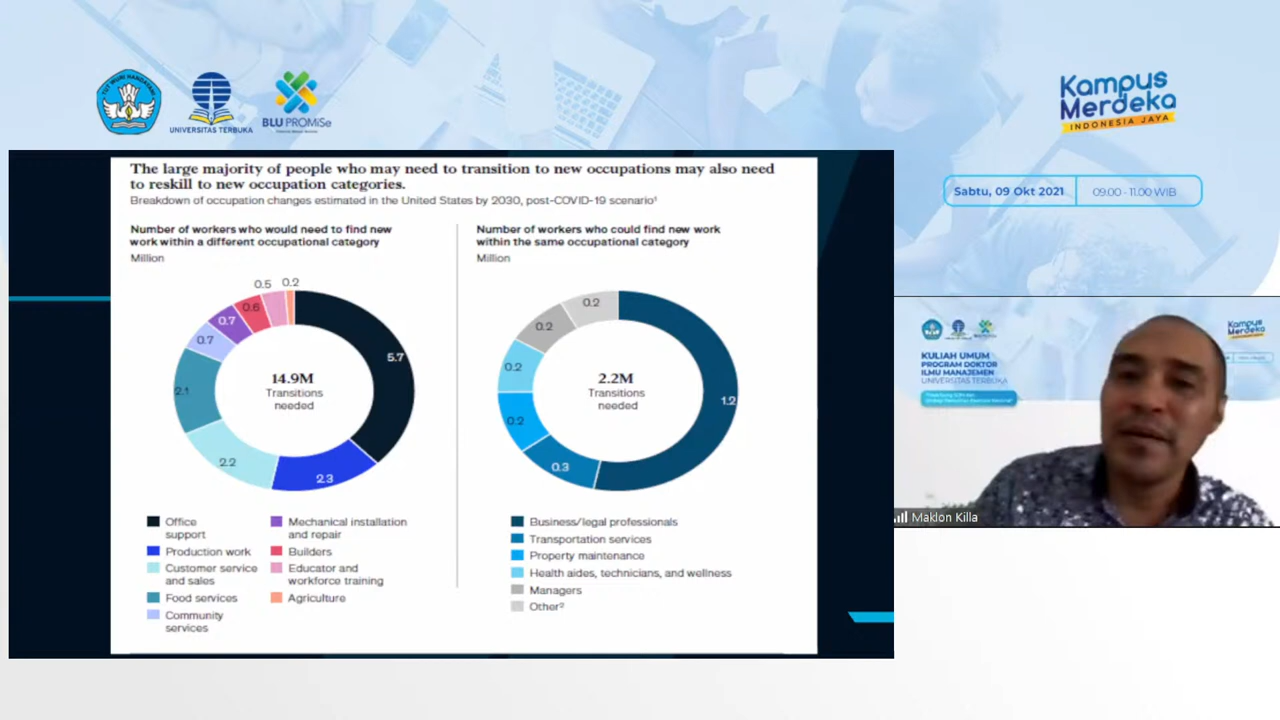 TUT WURI HANDAYANI
UNIVERSITAS TERBUKA
BLU PROMiSe
Kampus
Merdeka
INDONESIA JAYA
Sabtu, 09 Okt 2021
09.00 - 11.00 WIB
The large majority of people who may need to transition to new occupations may also need
to reskill to new occupation categories.
Breakdown of occupation changes estimated in the United States by 2030, post-COVID-19 scenario¹
Number of workers who would need to find new
work within a different occupational category
Million
0.5
0.2
0.6
0.7
0.7
2.1
2.2
2.3
5.7
14.9M
Transitions
needed
Office
support
Production work
Customer service
and sales
Food services
Community
services
Mechanical installation
and repair
Builders
Educator and
workforce training
Agriculture
Number of workers who could find new work
within the same occupational category
Million
0.2
0.2
0.2
0.2
0.3
1.2
2.2M
Transitions
needed
Business/legal professionals
Transportation services
Property maintenance
Health aides, technicians, and wellness
Managers
Other²
Kampus
Merdeka
KULIAH UMUM
PROGRAM DOKTOR
ILMU MANAJEMEN
UNIVERSITAS TERBUKA
Maklon Killa